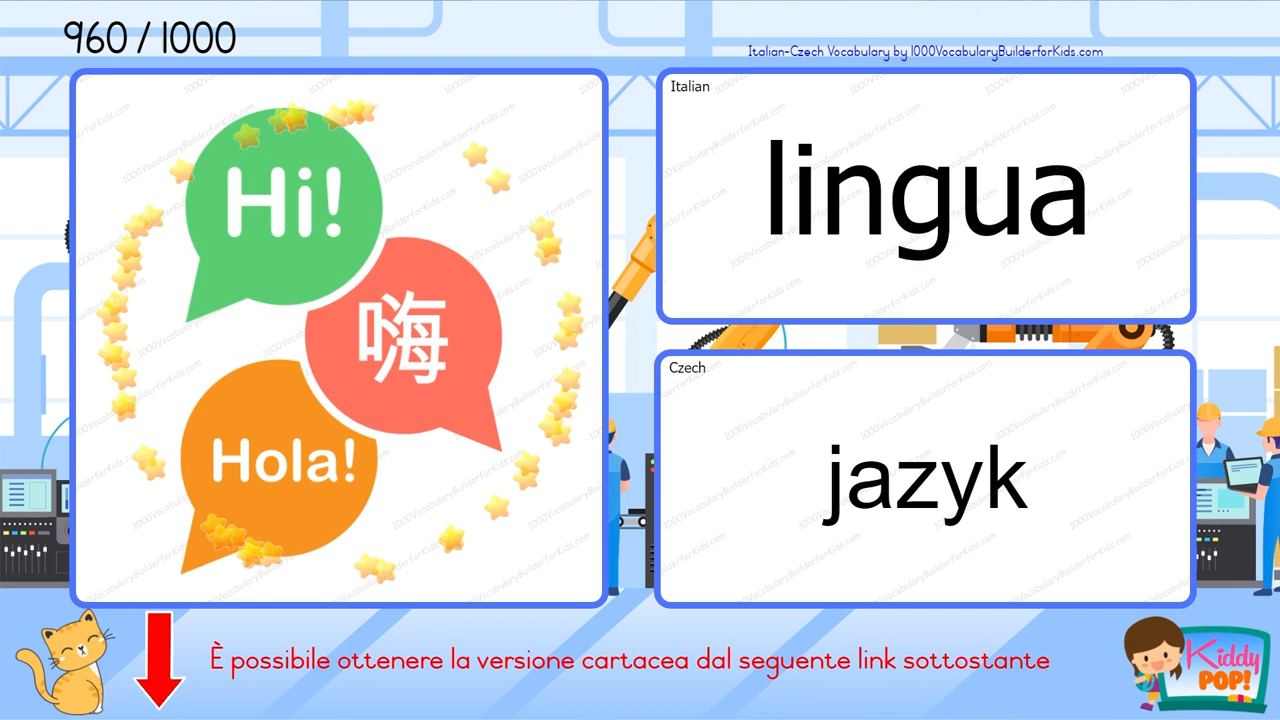 960 / 1000
Italian-Czech Vocabulary by 1000VocabularyBuilderforKids.com
Hi!
嗨
Hola!
Italian
lingua
Czech
jazyk
È possibile ottenere la versione cartacea dal seguente link sottostante
Kiddy
POP!